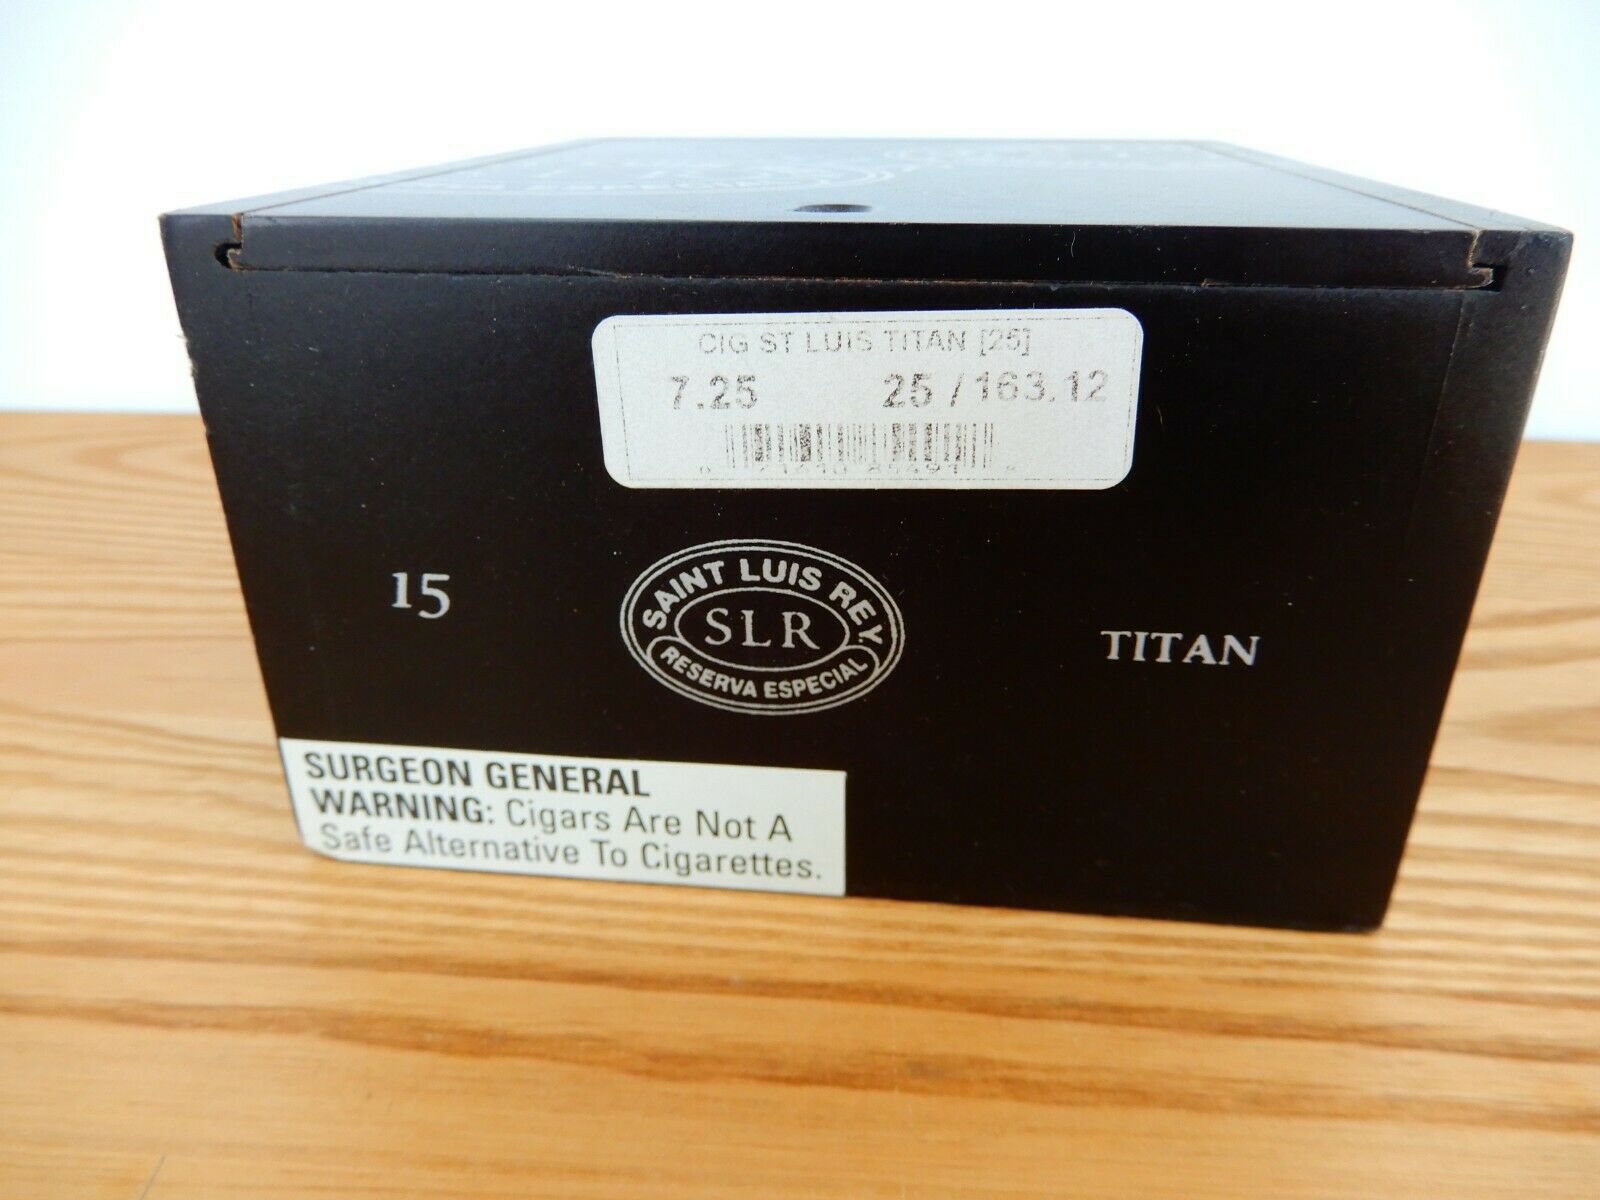 CIG ST LUIS TITAN [25]
7.25 25 / 163.12
15
SAINT LUIS REY
SLR
RESERVA ESPECIAL
TITAN
SURGEON GENERAL
WARNING: Cigars Are Not A
Safe Alternative To Cigarettes.